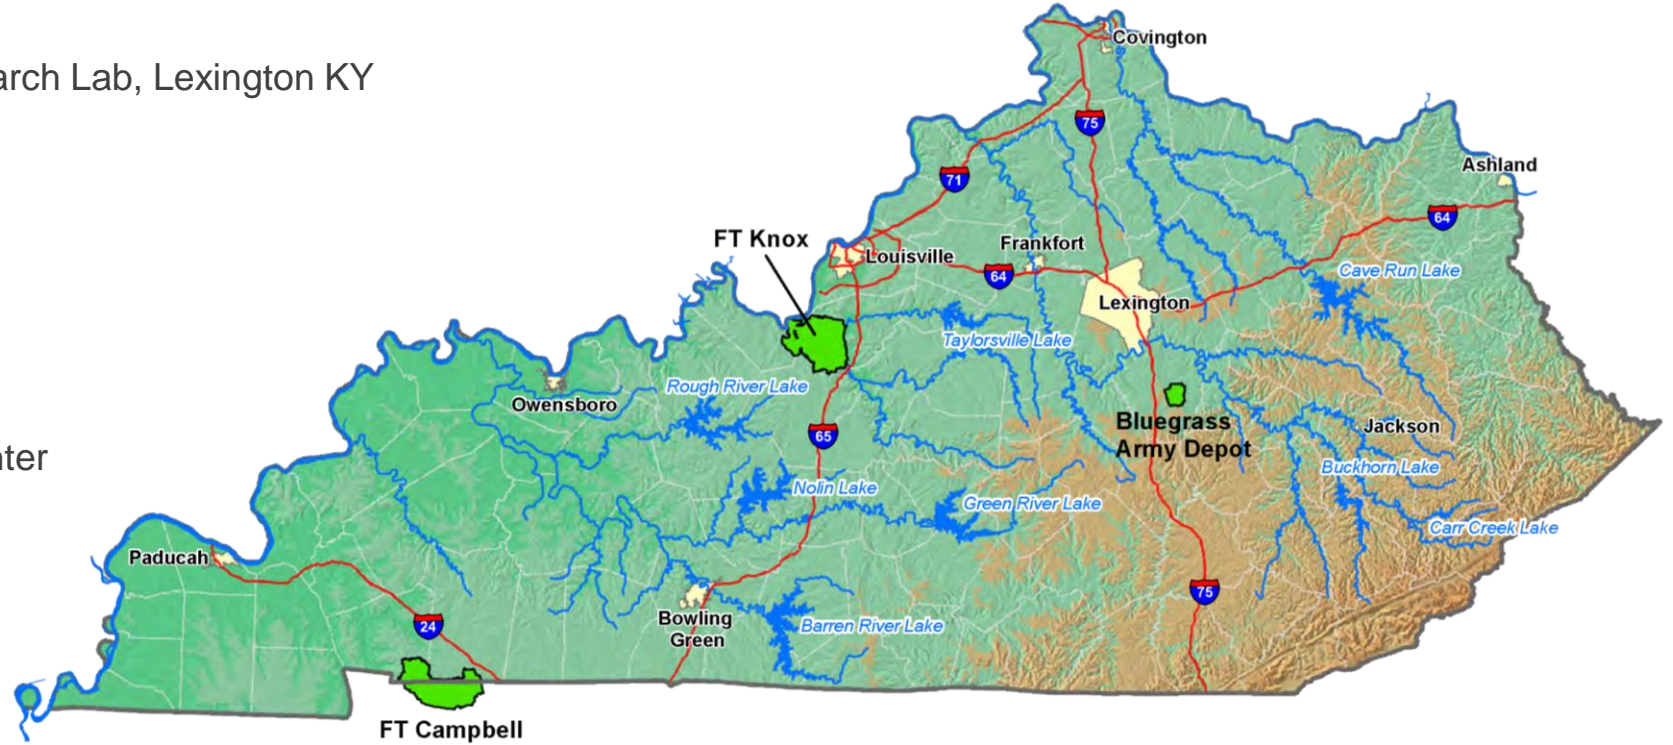 arch Lab, Lexington KY
nter
Covington
75
Ashland
71
64
FT Knox
Louisville
Frankfort
64
Cave Run Lake
Lexington
Taylorsville Lake
Rough River Lake
Owensboro
Bluegrass
Army Depot
Jackson
65
Buckhorn Lake
Nolin Lake
Green River Lake
Carr Creek Lake
Paducah
75
Bowling
Green
24
Barren River Lake
FT Campbell